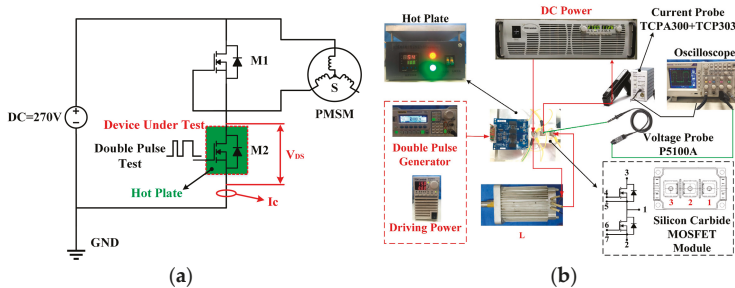 M1
S
PMSM
DC=270V
Device Under Test
Double Pulse
Test
M2
VDS
Hot Plate
Ic
GND
(a)
Hot Plate
DC Power
Current Probe
TCPA300+TCP303
Oscilloscope
Double Pulse
Generator
Driving Power
L
Voltage Probe
P5100A
3
4
5
1
6
7
2
3 2 1
Silicon Carbide
MOSFET
Module
(b)